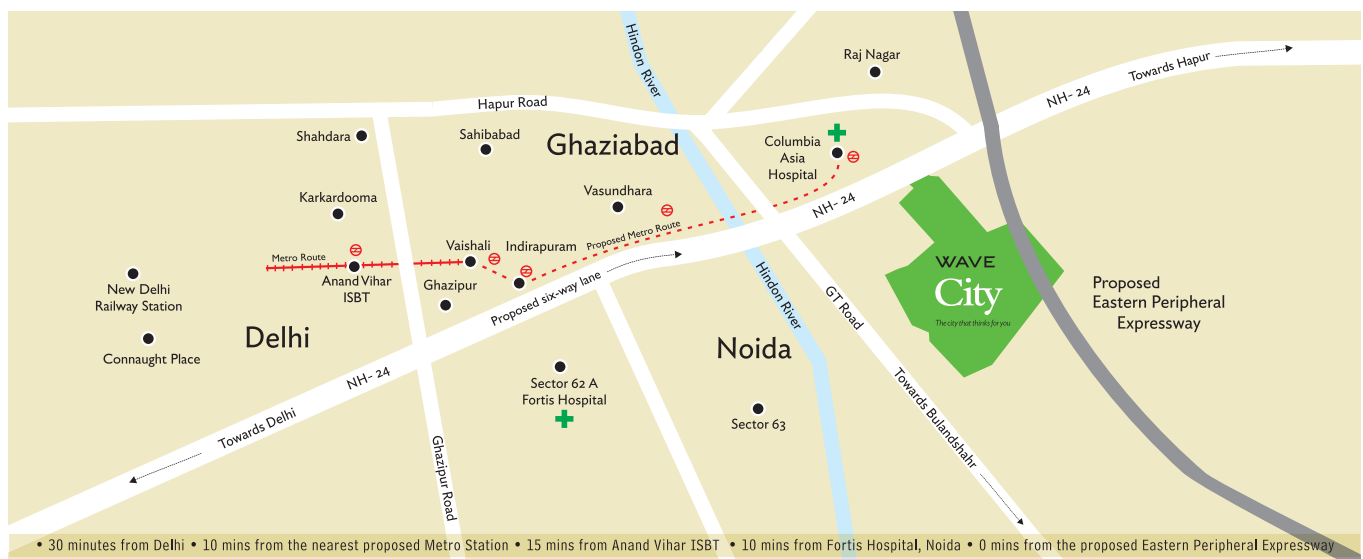 Hindon River
Raj Nagar
Towards Hapur
NH- 24
Hapur Road
Shahdara
Sahibabad
Ghaziabad
Columbia
Asia
Hospital
Karkardooma
Vasundhara
NH- 24
Proposed Metro Route
Metro Route
Anand Vihar
ISBT
Vaishali
Indirapuram
Ghazipur
Proposed six-way lane
New Delhi
Railway Station
Connaught Place
Delhi
NH- 24
Towards Delhi
Ghazipur Road
Sector 62 A
Fortis Hospital
Noida
Sector 63
Hindon River
GT Road
Towards Bulandshahr
WAVE
City
The city that thinks for you
Proposed
Eastern Peripheral
Expressway
• 30 minutes from Delhi • 10 mins from the nearest proposed Metro Station • 15 mins from Anand Vihar ISBT • 10 mins from Fortis Hospital, Noida • 0 mins from the proposed Eastern Peripheral Expressway